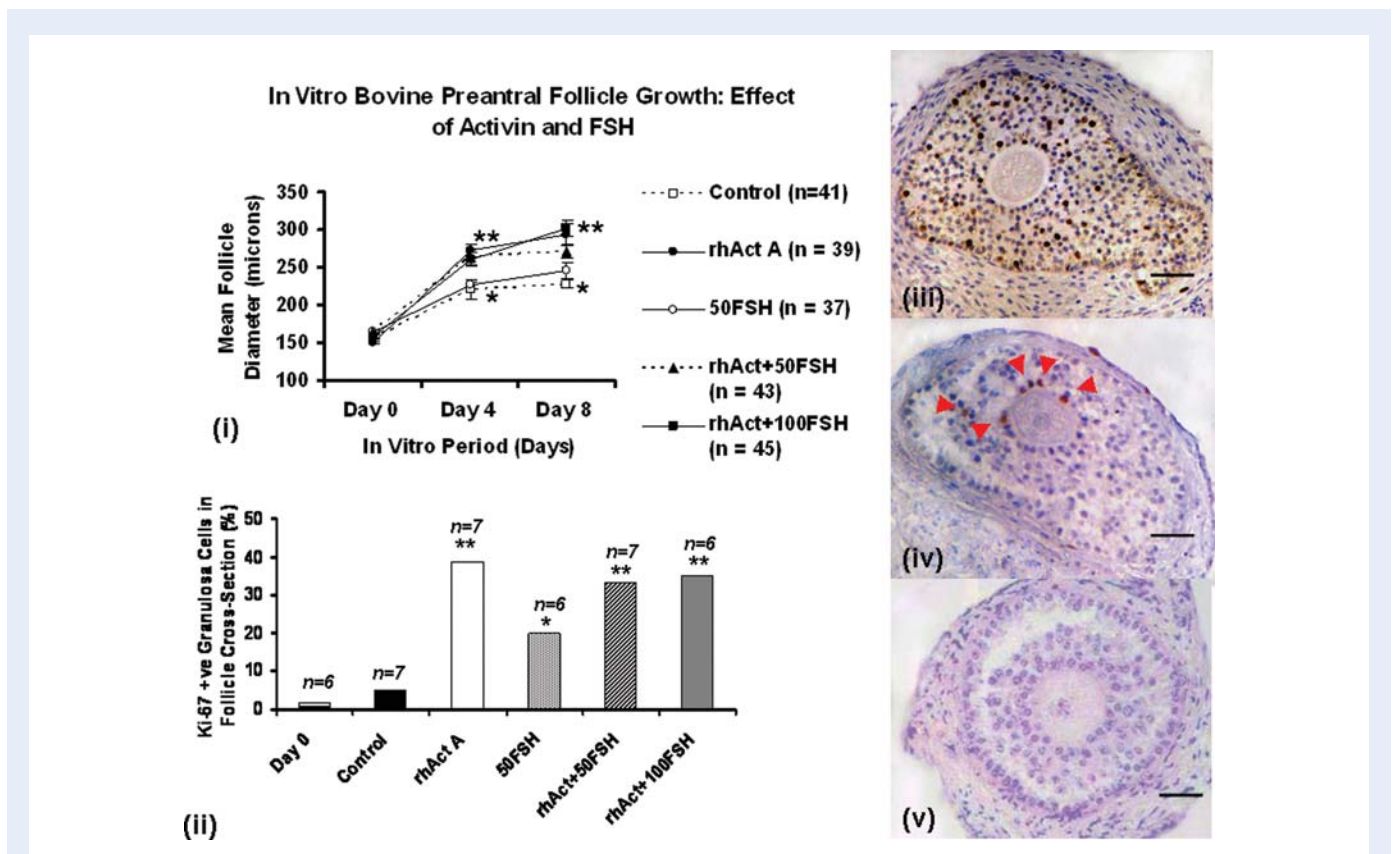 In Vitro Bovine Preantral Follicle Growth: Effect
of Activin and FSH
Mean Follicle
Diameter (microns)
350
300
250
200
150
100
**
**
*
*
Day 0 Day 4 Day 8
In Vitro Period (Days)
Control (n=41)
rhAct A (n = 39)
50FSH (n = 37)
rhAct+50FSH
(n = 43)
rhAct+100FSH
(n = 45)
(i)
Ki-67 +ve Granulosa Cells in
Follicle Cross-Section (%)
50
40
30
20
10
0
n=6
n=7
n=7
**
n=6
*
n=7
**
n=6
**
Day 0
Control
rhAct A
50FSH
rhAct+50FSH
rhAct+100FSH
(ii)
(iii)
(iv)
(v)